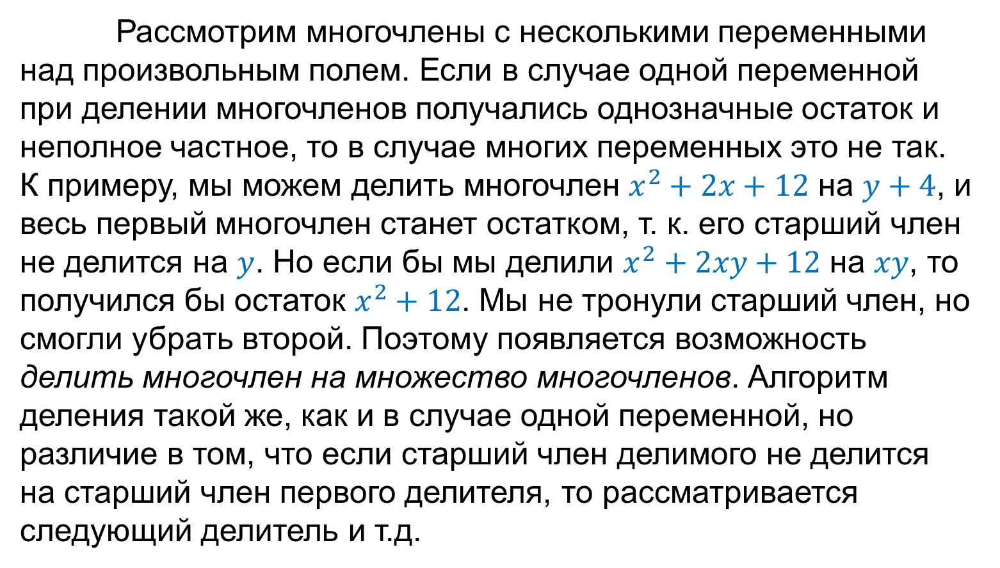 Рассмотрим многочлены с несколькими переменными
над произвольным полем. Если в случае одной переменной
при делении многочленов получались однозначные остаток и
неполное частное, то в случае многих переменных это не так.
К примеру, мы можем делить многочлен 𝑥² + 2𝑥 + 12 на 𝑦 + 4, и
весь первый многочлен станет остатком, т. к. его старший член
не делится на 𝑦. Но если бы мы делили 𝑥² + 2𝑥𝑦 + 12 на 𝑥𝑦, то
получился бы остаток 𝑥² + 12. Мы не тронули старший член, но
смогли убрать второй. Поэтому появляется возможность
делить многочлен на множество многочленов. Алгоритм
деления такой же, как и в случае одной переменной, но
различие в том, что если старший член делимого не делится
на старший член первого делителя, то рассматривается
следующий делитель и т.д.